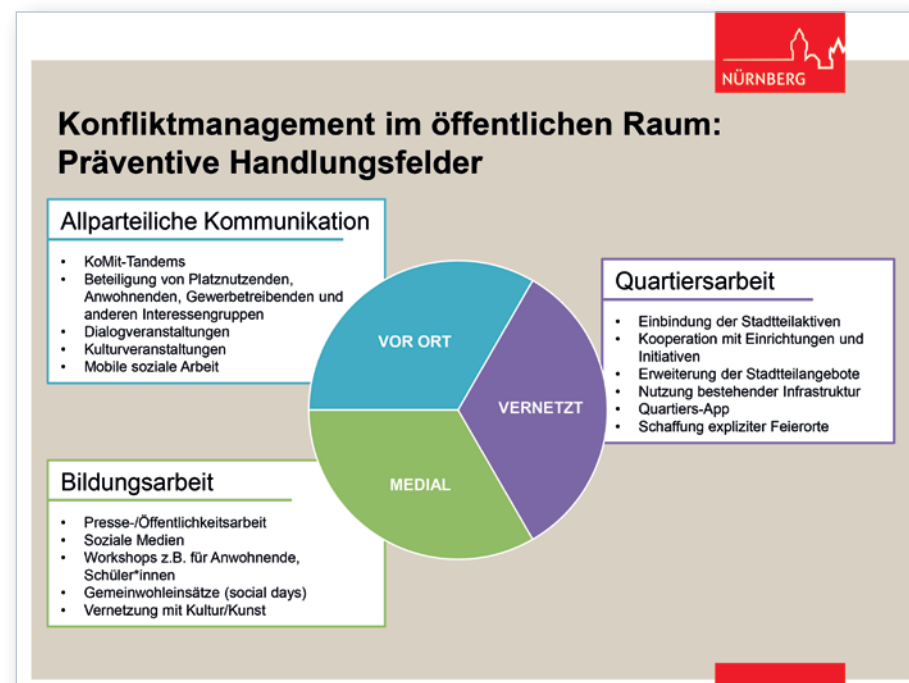 NÜRNBERG
Konfliktmanagement im öffentlichen Raum:
Präventive Handlungsfelder
Allparteiliche Kommunikation
• KoMit-Tandems
• Beteiligung von Platznutzenden,
Anwohnenden, Gewerbetreibenden und
anderen Interessengruppen
• Dialogveranstaltungen
• Kulturveranstaltungen
• Mobile soziale Arbeit
VOR ORT
VERNETZT
MEDIAL
Quartiersarbeit
• Einbindung der Stadtteilaktiven
• Kooperation mit Einrichtungen und
Initiativen
• Erweiterung der Stadtteilangebote
• Nutzung bestehender Infrastruktur
• Quartiers-App
• Schaffung expliziter Feierorte
Bildungsarbeit
• Presse-/Öffentlichkeitsarbeit
• Soziale Medien
• Workshops z.B. für Anwohnende,
Schüler*innen
• Gemeinwohleinsätze (social days)
• Vernetzung mit Kultur/Kunst